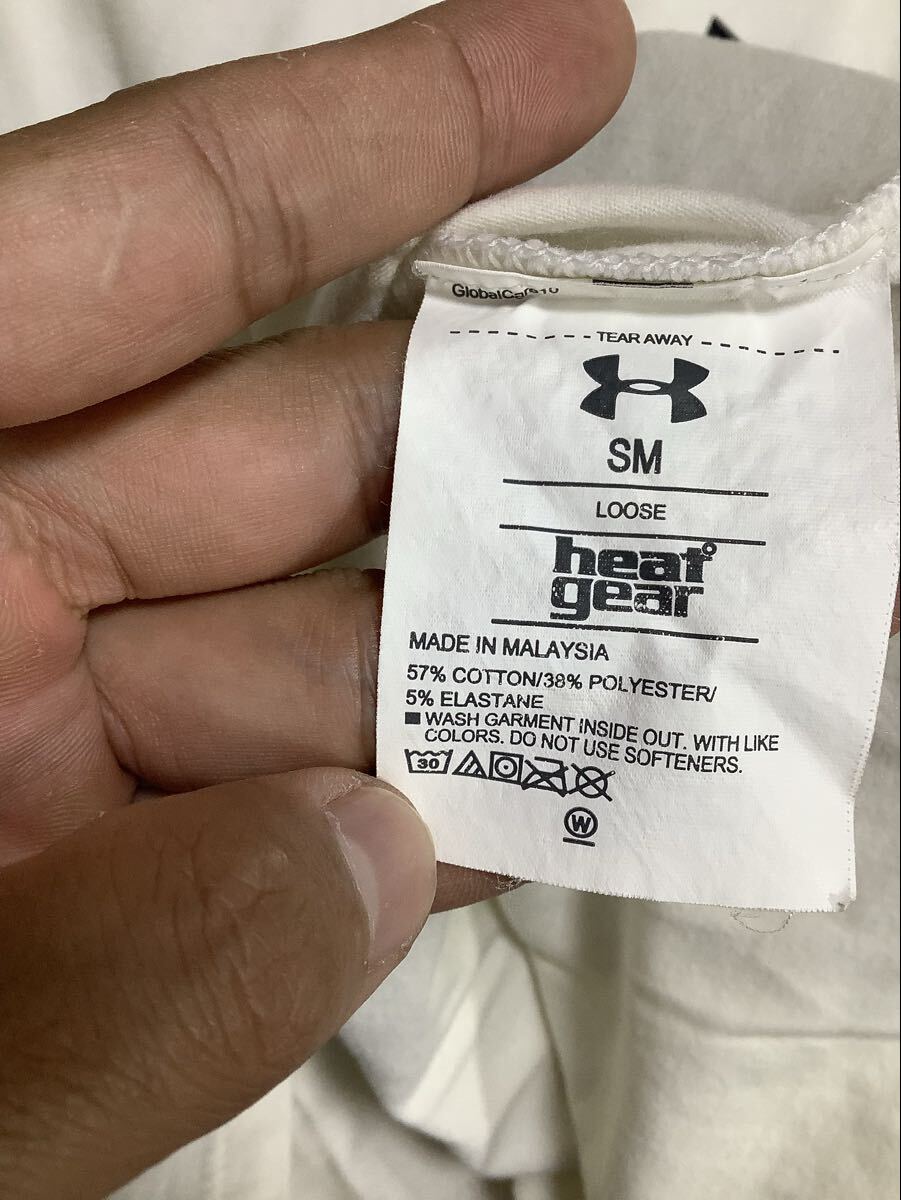 GlobalCare10
TEAR AWAY
SM
LOOSE
heat
gear
MADE IN MALAYSIA
57% COTTON/38% POLYESTER/
5% ELASTANE
WASH GARMENT INSIDE OUT. WITH LIKE
COLORS. DO NOT USE SOFTENERS.
30
W